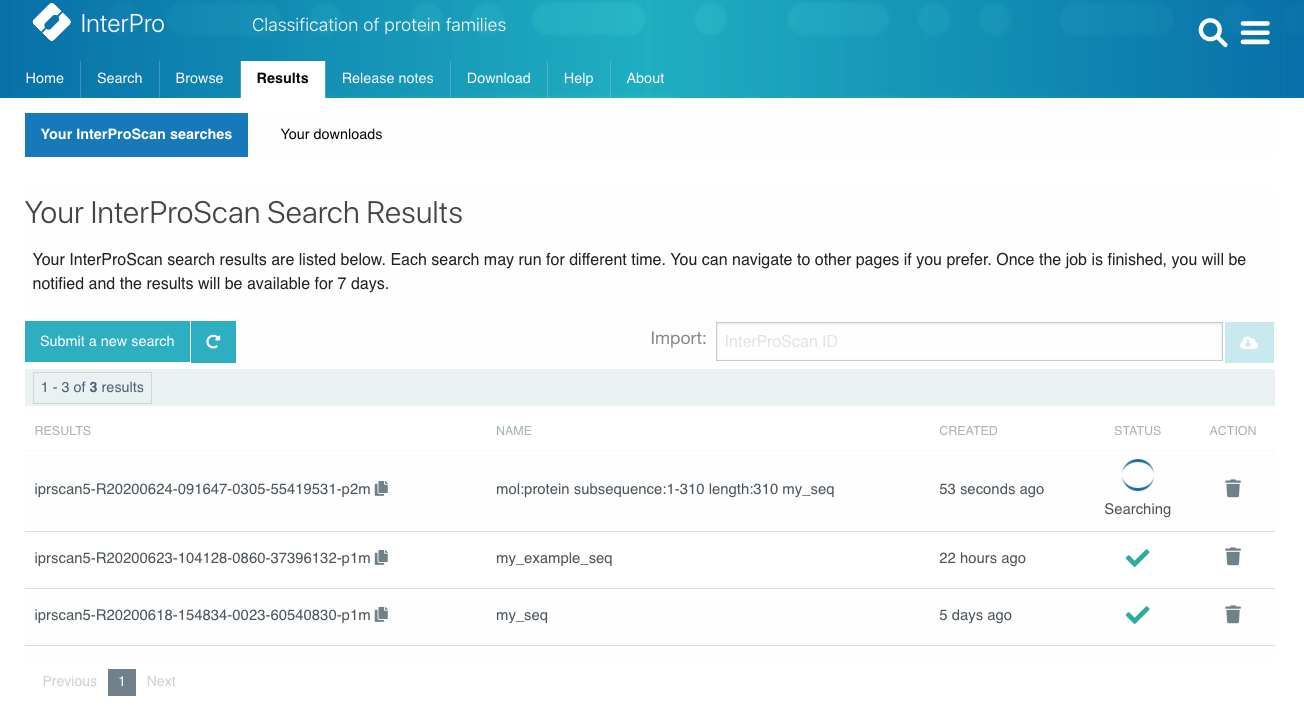 InterPro
Classification of protein families
Home Search Browse Results Release notes Download Help About
Your InterProScan searches Your downloads
Your InterProScan Search Results
Your InterProScan search results are listed below. Each search may run for different time. You can navigate to other pages if you prefer. Once the job is finished, you will be
notified and the results will be available for 7 days.
Submit a new search Import: InterProScan ID
1 - 3 of 3 results
RESULTS NAME CREATED STATUS ACTION
iprscan5-R20200624-091647-0305-55419531-p2m mol:protein subsequence:1-310 length:310 my_seq 53 seconds ago
Searching
iprscan5-R20200623-104128-0860-37396132-p1m my_example_seq 22 hours ago
iprscan5-R20200618-154834-0023-60540830-p1m my_seq 5 days ago
Previous 1 Next